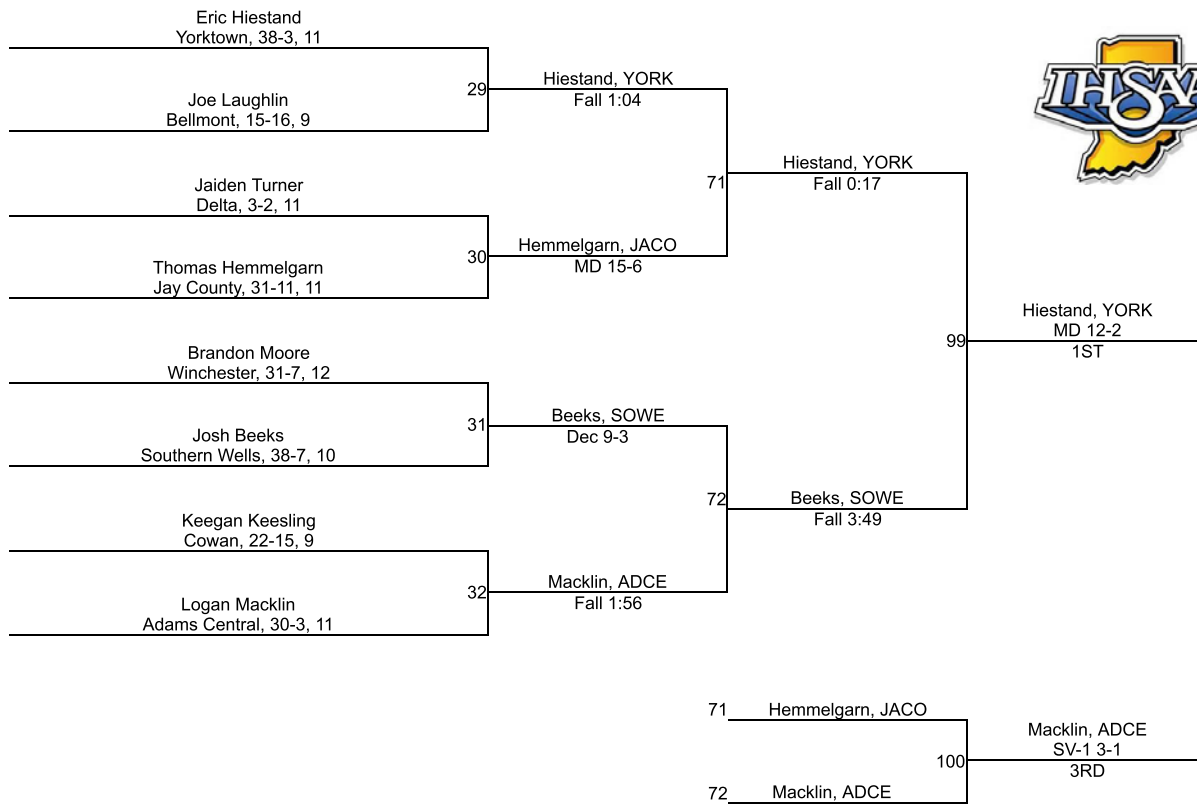 Eric Hiestand
Yorktown, 38-3, 11
Joe Laughlin
Bellmont, 15-16, 9
29
Hiestand, YORK
Fall 1:04
Jaiden Turner
Delta, 3-2, 11
Thomas Hemmelgarn
Jay County, 31-11, 11
30
Hemmelgarn, JACO
MD 15-6
71
Hiestand, YORK
Fall 0:17
Brandon Moore
Winchester, 31-7, 12
Josh Beeks
Southern Wells, 38-7, 10
31
Beeks, SOWE
Dec 9-3
Keegan Keesling
Cowan, 22-15, 9
Logan Macklin
Adams Central, 30-3, 11
32
Macklin, ADCE
Fall 1:56
72
Beeks, SOWE
Fall 3:49
99
Hiestand, YORK
MD 12-2
1ST
IHSAA
71
Hemmelgarn, JACO
72
Macklin, ADCE
100
Macklin, ADCE
SV-1 3-1
3RD